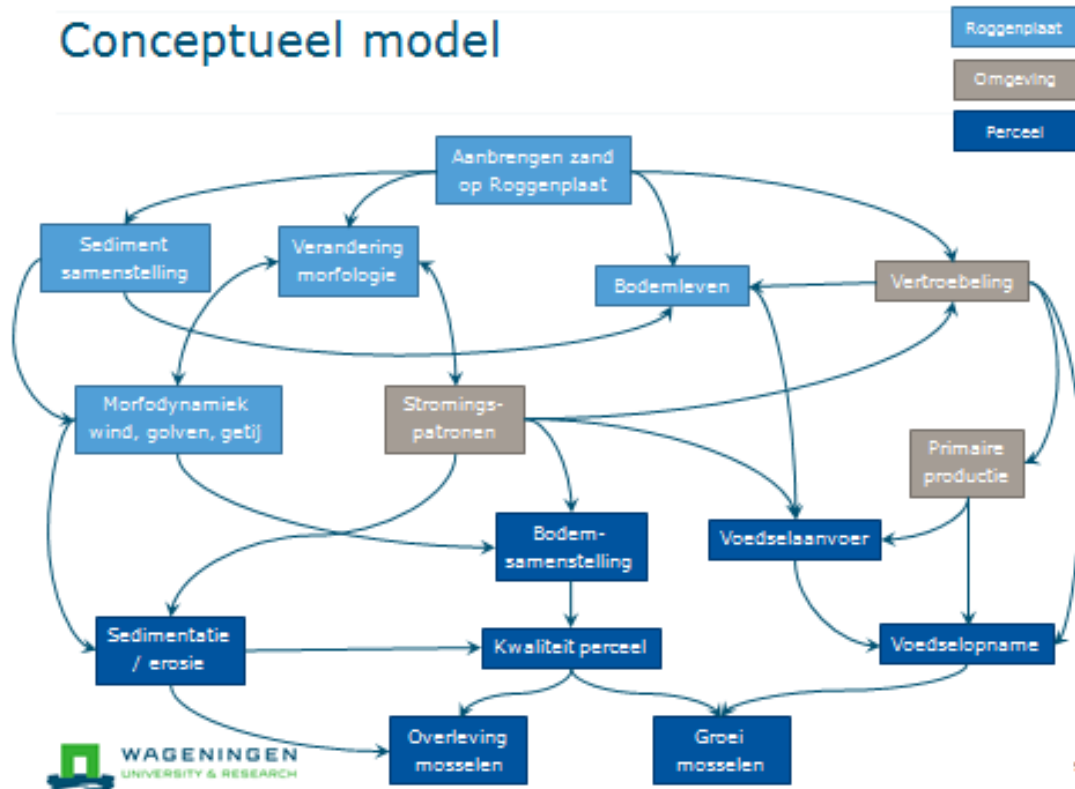 Conceptueel model
Roggenplaat
Omgeving
Perceel
Aanbrengen zand
op Roggenplaat
Sediment
samenstelling
Verandering
morfologie
Bodemleven
Vertroebeling
Morfodynamiek
wind, golven, getij
Stromings-
patronen
Primaire
productie
Bodem-
samenstelling
Voedselaanvoer
Sedimentatie
/ erosie
Kwaliteit perceel
Voedselopname
Overleving
mosselen
Groei
mosselen
WAGENINGEN
UNIVERSITY & RESEARCH